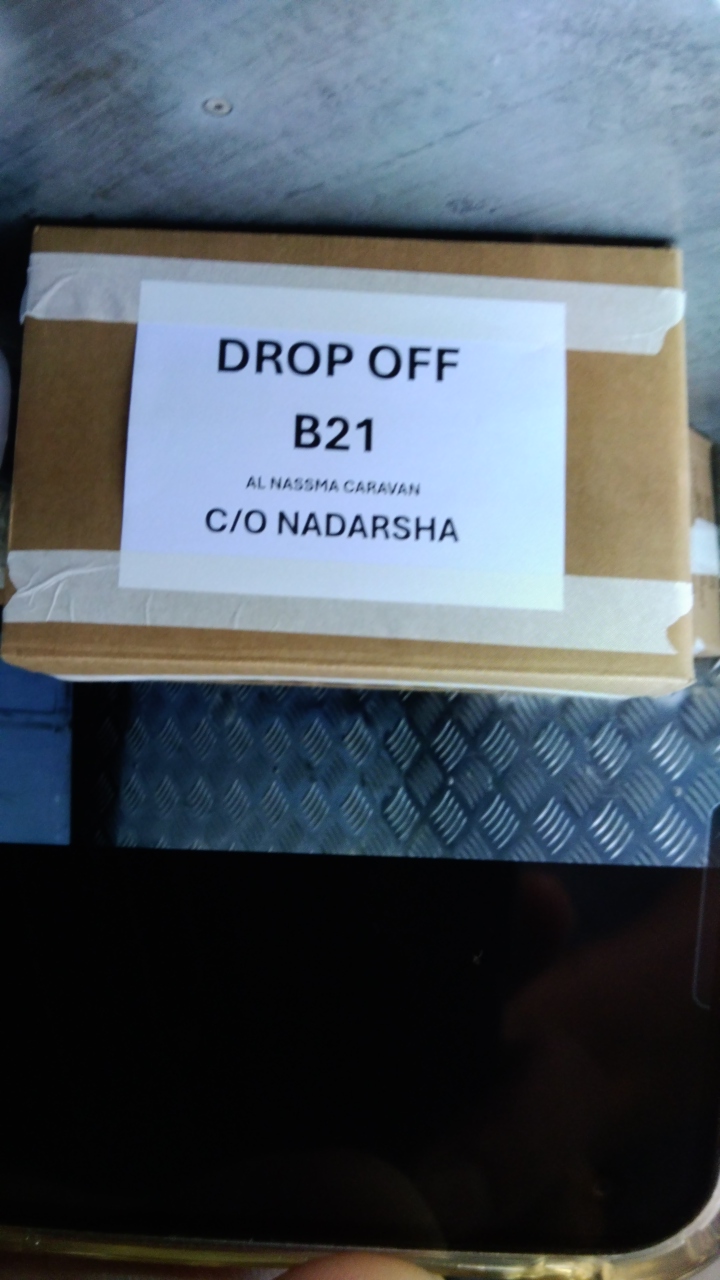 DROP OFF
B21
AL NASSMA CARAVAN
C/O NADARSHA